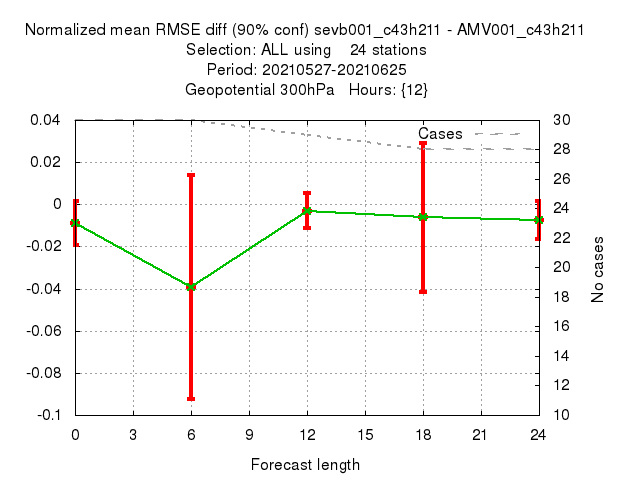 Normalized mean RMSE diff (90% conf) sevb001_c43h211 - AMV001_c43h211
Selection: ALL using 24 stations
Period: 20210527-20210625
Geopotential 300hPa Hours: {12}
Cases
0.04
0.02
0
-0.02
-0.04
-0.06
-0.08
-0.1
30
28
26
24
22
20
18
16
14
12
10
No cases
0 3 6 9 12 15 18 21 24
Forecast length